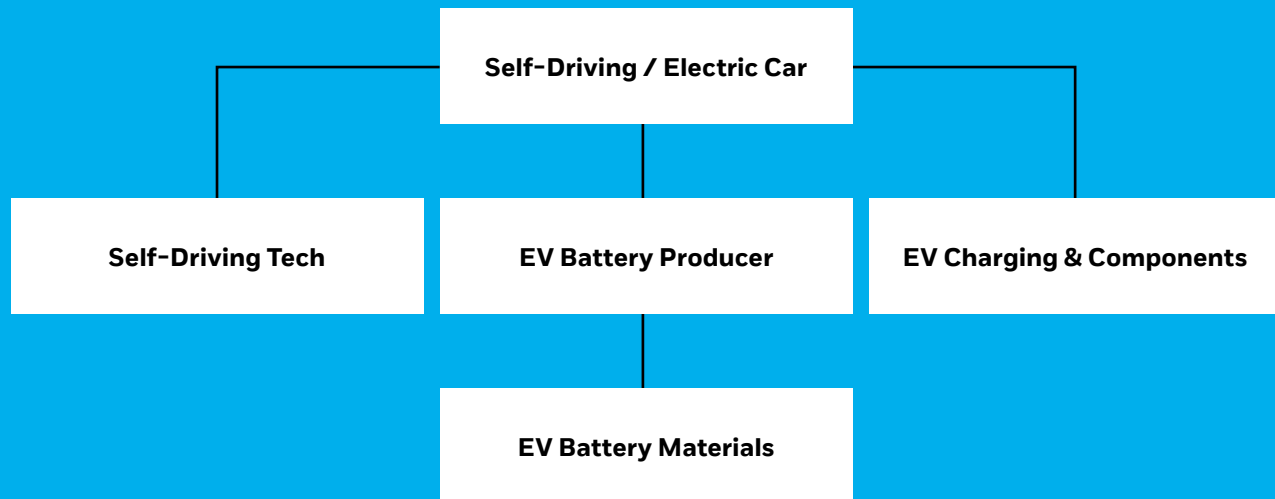 Self-Driving / Electric Car
Self-Driving Tech
EV Battery Producer
EV Charging & Components
EV Battery Materials